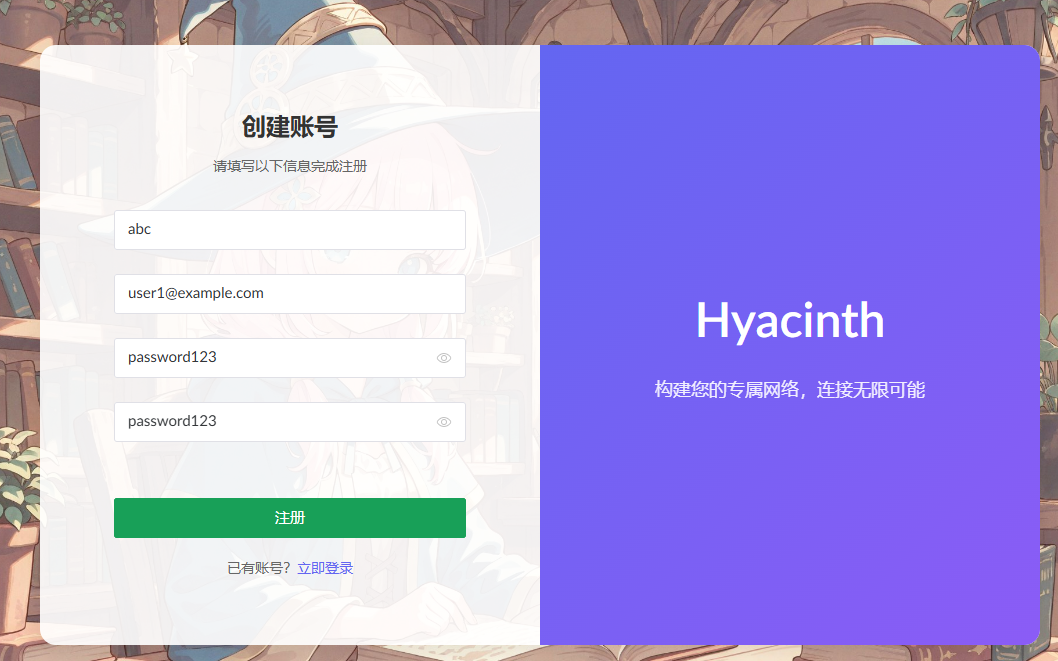 创建账号
请填写以下信息完成注册
abc
user1@example.com
password123
password123
注册
已有账号？立即登录
Hyacinth
构建您的专属网络，连接无限可能